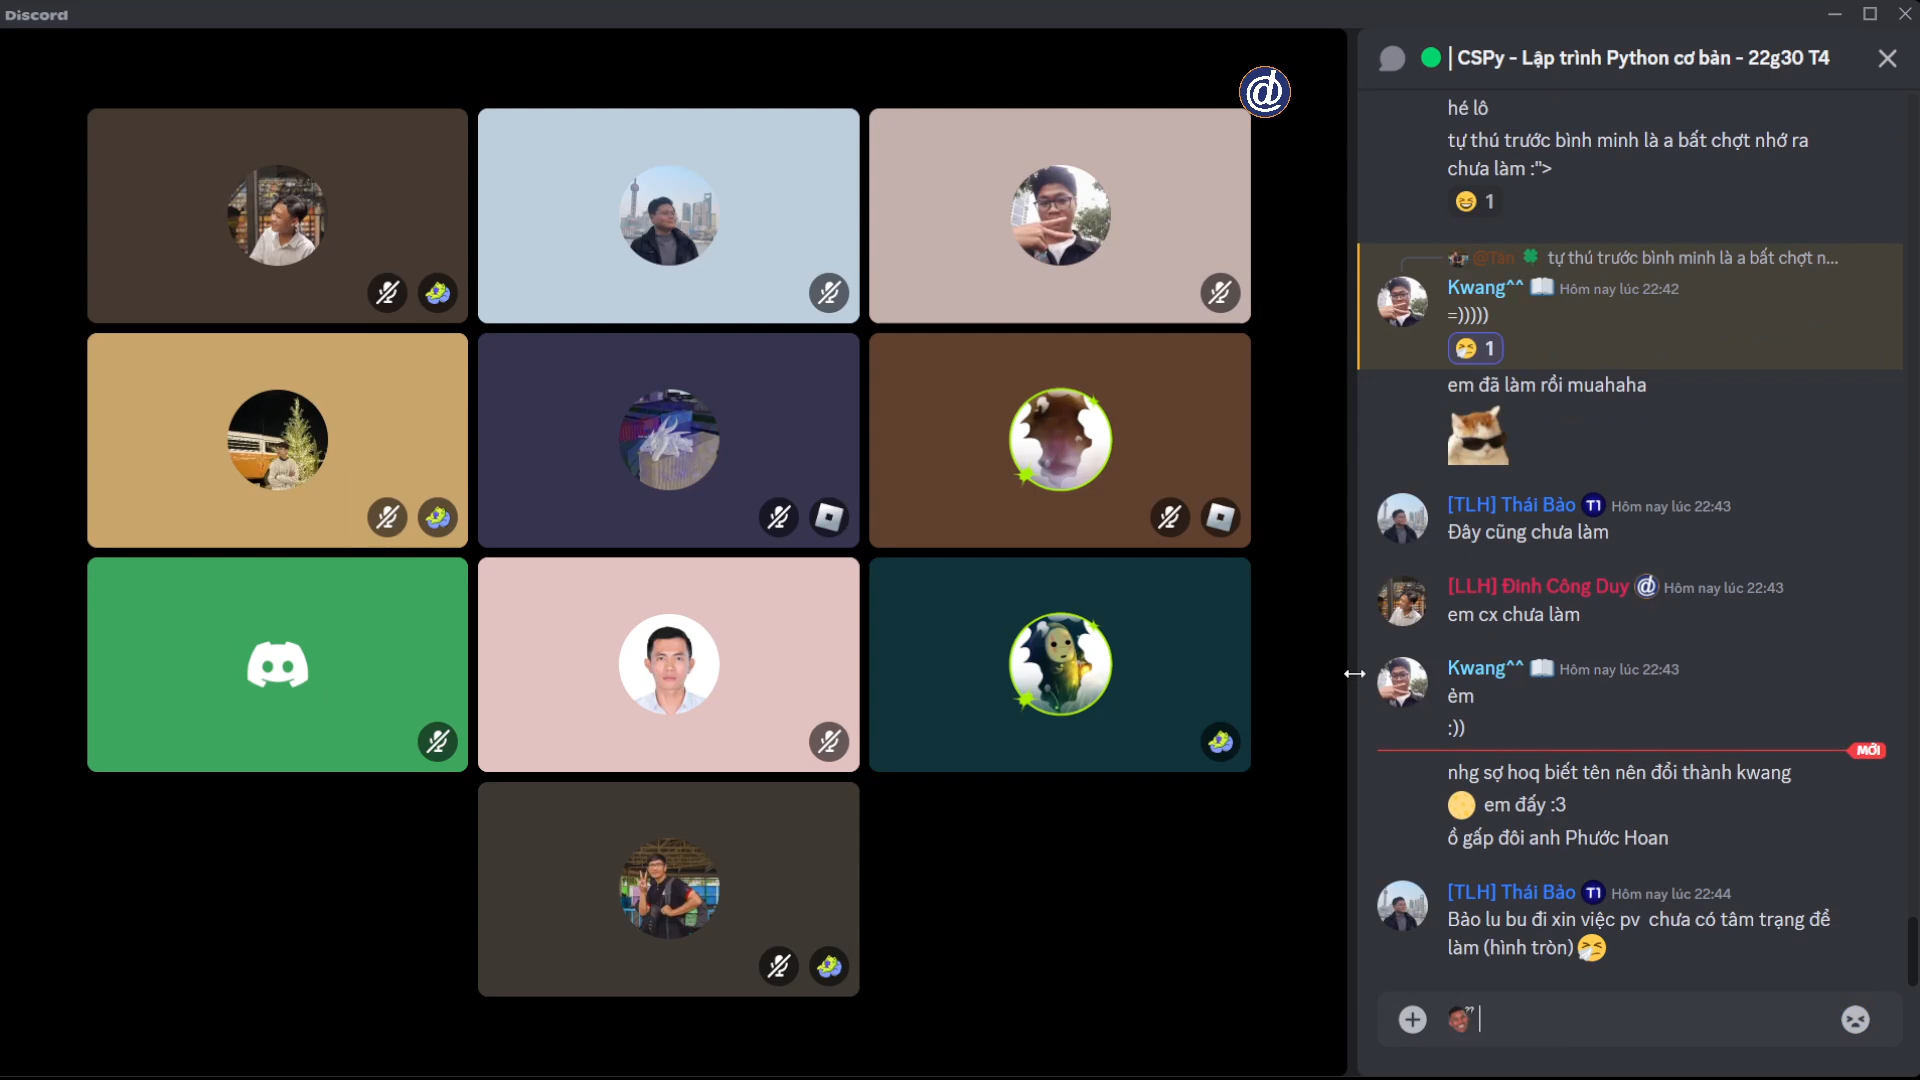 Discord
| CSPy - Lập trình Python cơ bản - 22g30 T4
hé lô
tự thú trước bình minh là a bất chợt nhớ ra
chưa làm :">
😆 1
@Tân 🍀 tự thú trước bình minh là a bất chợt n...
Kwang^^ 📖 Hôm nay lúc 22:42
=)))))
1
em đã làm rồi muahaha
[TLH] Thái Bảo T1 Hôm nay lúc 22:43
Đây cũng chưa làm
[LLH] Đinh Công Duy @ Hôm nay lúc 22:43
em cx chưa làm
Kwang^^ 📖 Hôm nay lúc 22:43
ẻm
:))
MỚI
nhg sợ hoq biết tên nên đổi thành kwang
🌕 em đấy :3
ồ gấp đôi anh Phước Hoan
[TLH] Thái Bảo T1 Hôm nay lúc 22:44
Bảo lu bu đi xin việc pv chưa có tâm trạng để
làm (hình tròn)